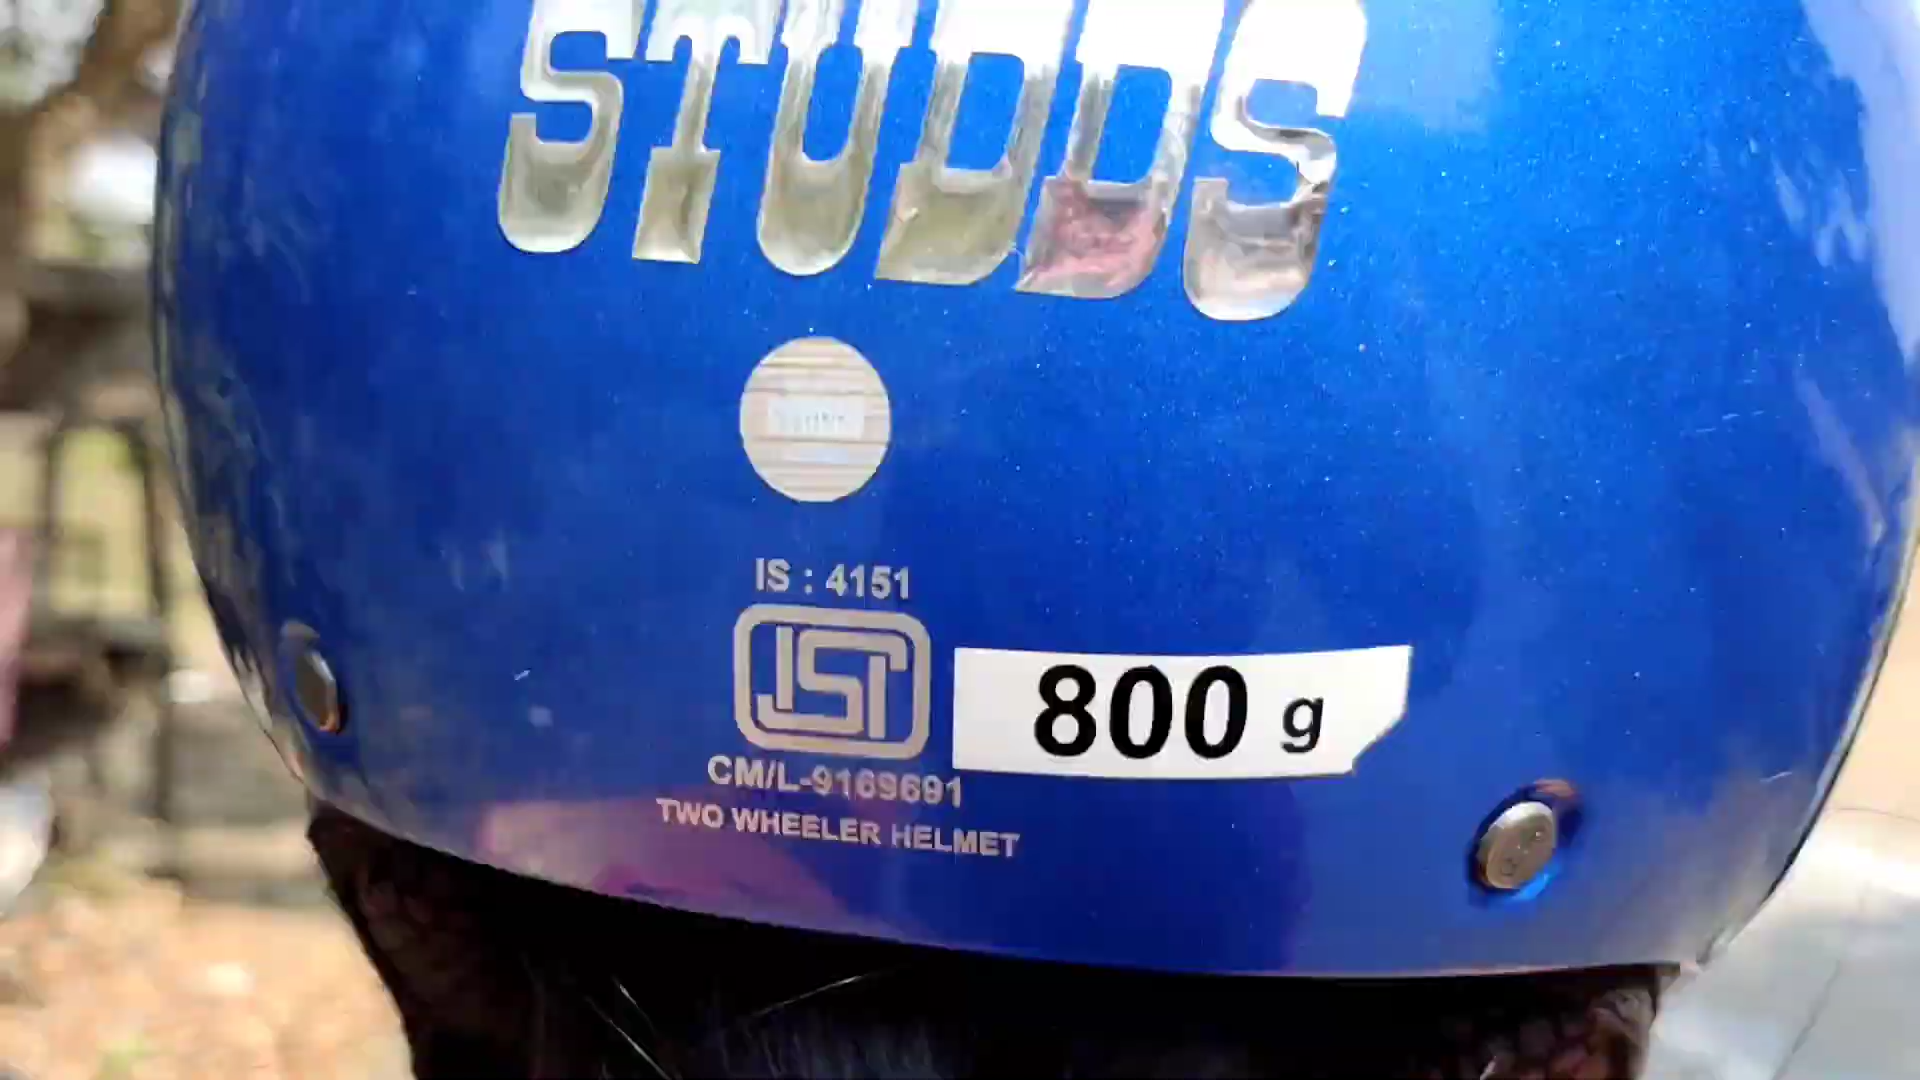 STUDDS
IS : 4151
ISI
800 g
CM/L-9169691
TWO WHEELER HELMET